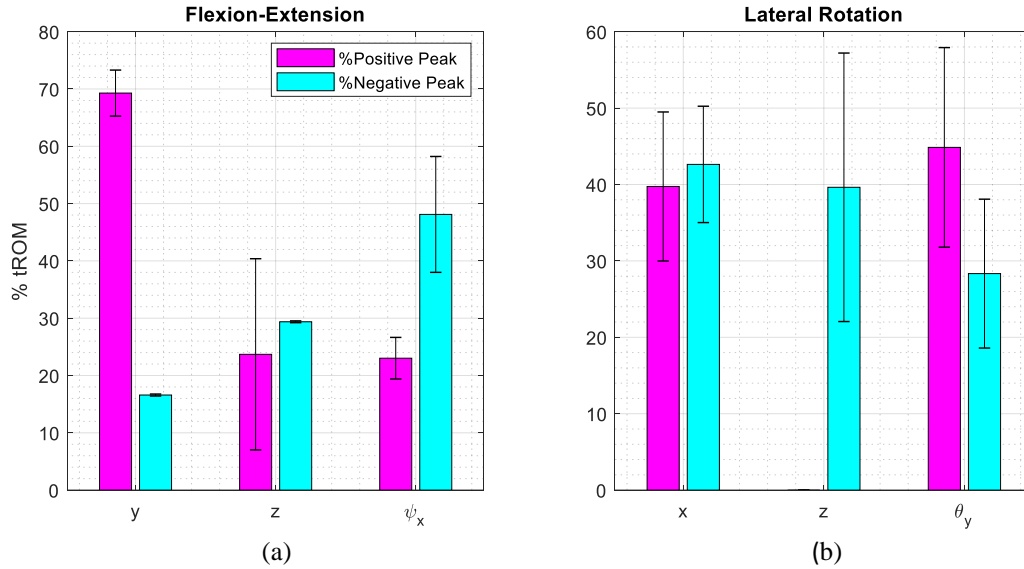 Flexion-Extension
80
70
60
50
40
30
20
10
0
% tROM
%Positive Peak
%Negative Peak
y
z
ψx
(a)
Lateral Rotation
60
50
40
30
20
10
0
x
z
θy
(b)